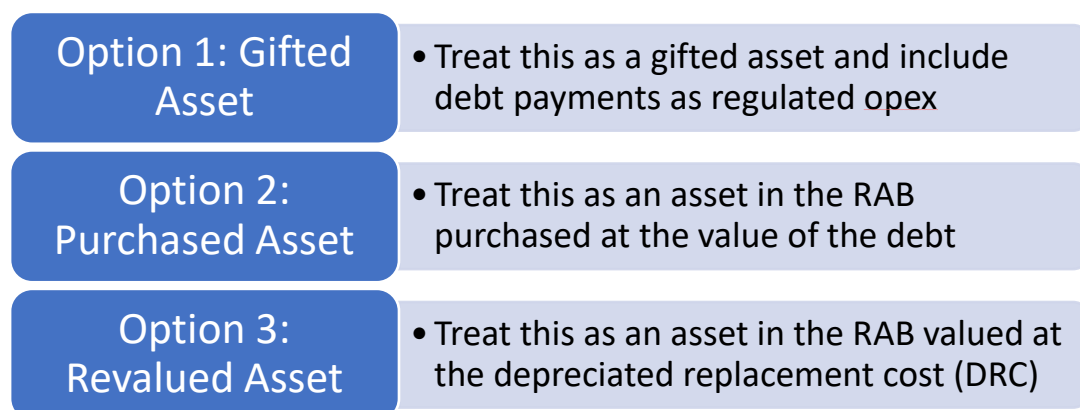 Option 1: Gifted
Asset
• Treat this as a gifted asset and include
debt payments as regulated opex
Option 2:
Purchased Asset
• Treat this as an asset in the RAB
purchased at the value of the debt
Option 3:
Revalued Asset
• Treat this as an asset in the RAB valued at
the depreciated replacement cost (DRC)